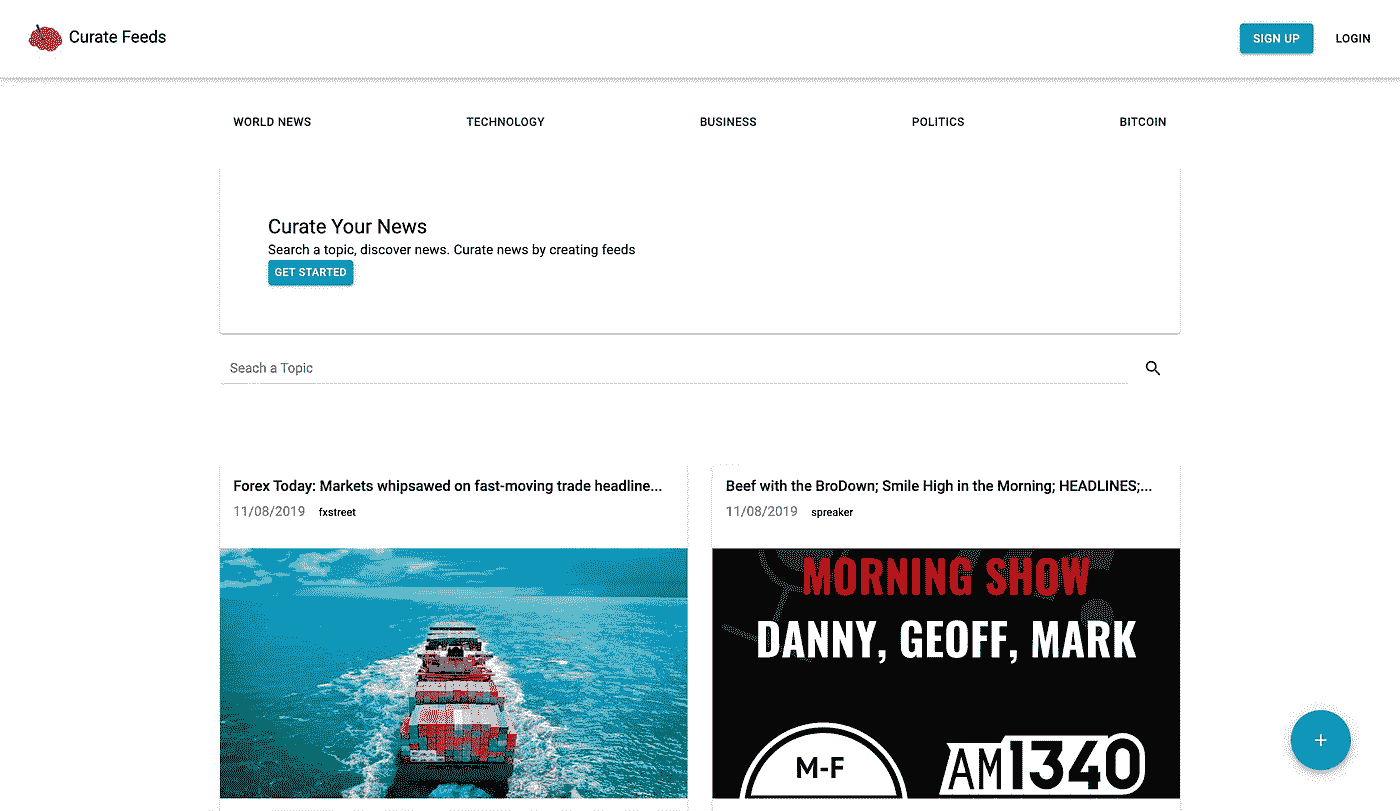 Curate Feeds
SIGN UP
LOGIN
WORLD NEWS
TECHNOLOGY
BUSINESS
POLITICS
BITCOIN
Curate Your News
Search a topic, discover news. Curate news by creating feeds
GET STARTED
Seach a Topic
Forex Today: Markets whipsawed on fast-moving trade headline...
11/08/2019 fxstreet
Beef with the BroDown; Smile High in the Morning; HEADLINES;...
11/08/2019 spreaker
MORNING SHOW
DANNY, GEOFF, MARK
M-F
AM1340
+